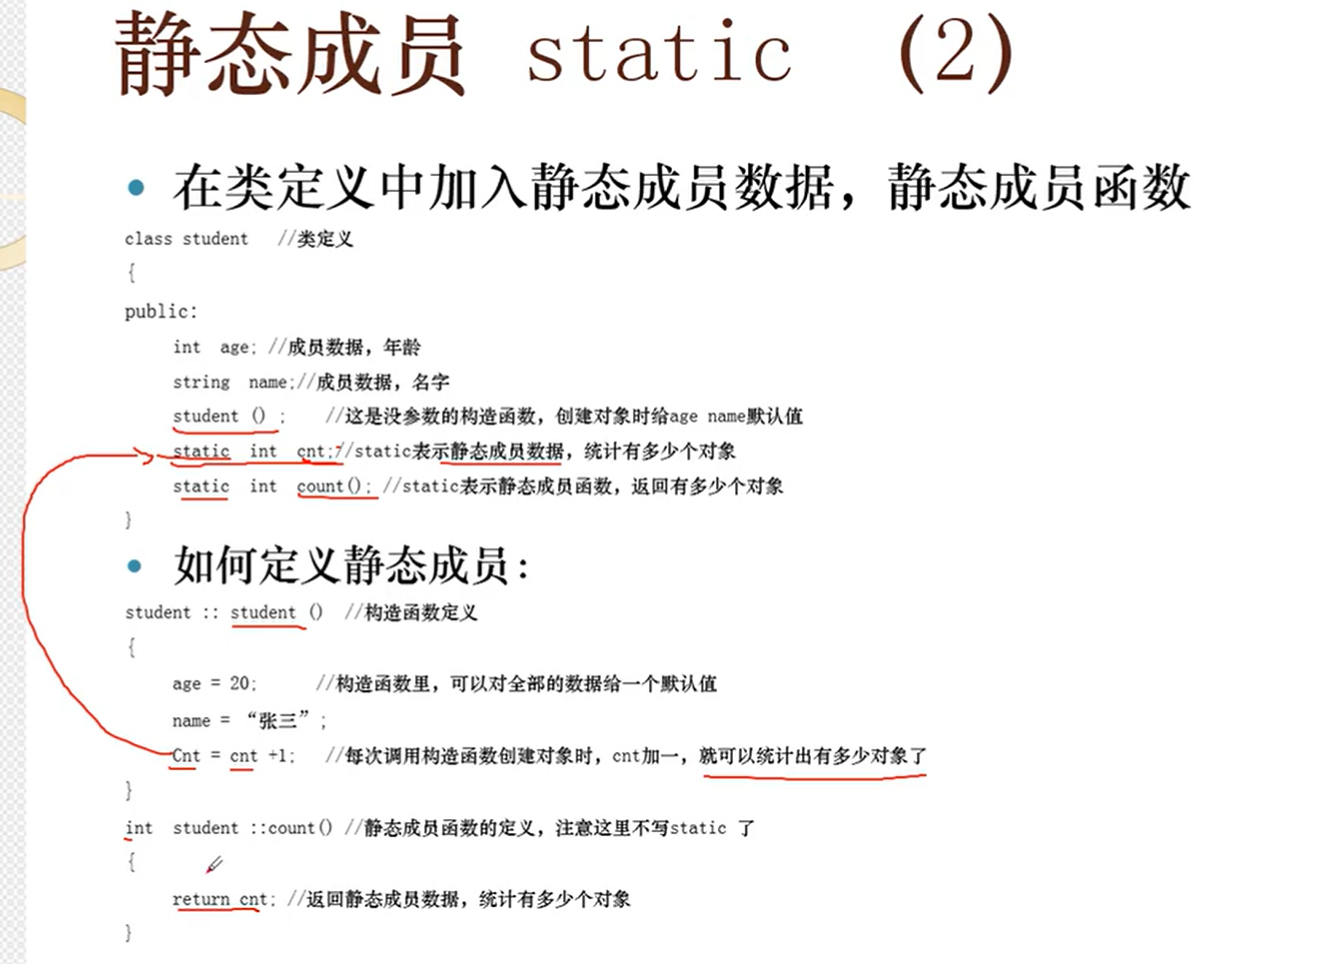 静态成员 static （2）
• 在类定义中加入静态成员数据，静态成员函数
class student //类定义
{
public:
int age; //成员数据，年龄
string name;//成员数据，名字
student () ; //这是没参数的构造函数，创建对象时给age name默认值
static int cnt;//static表示静态成员数据，统计有多少个对象
static int count(); //static表示静态成员函数，返回有多少个对象
}
• 如何定义静态成员：
student :: student () //构造函数定义
{
age = 20; //构造函数里，可以对全部的数据给一个默认值
name = “张三”;
Cnt = cnt +1; //每次调用构造函数创建对象时，cnt加一，就可以统计出有多少对象了
}
int student ::count() //静态成员函数的定义，注意这里不写static 了
{
return cnt; //返回静态成员数据，统计有多少个对象
}